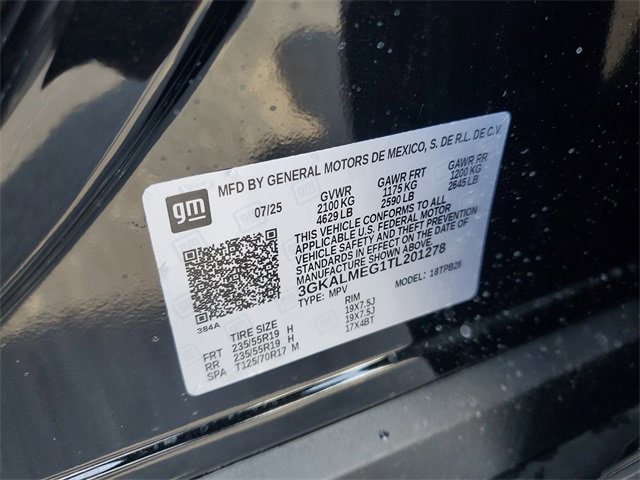 gm
MFD BY GENERAL MOTORS DE MEXICO, S. DE R.L. DE C.V.
07/25 GVWR GAWR FRT GAWR RR
2100 KG 1175 KG 1200 KG
4629 LB 2590 LB 2645 LB
THIS VEHICLE CONFORMS TO ALL
APPLICABLE U.S. FEDERAL MOTOR
VEHICLE SAFETY AND THEFT PREVENTION
STANDARDS IN EFFECT ON THE DATE OF
MANUFACTURE SHOWN ABOVE.
3GKALMEG1TL201278
TYPE: MPV MODEL: 18TPB26
384A
TIRE SIZE RIM
FRT 235/55R19 H 19X7.5J
RR 235/55R19 H 19X7.5J
SPA T125/70R17 M 17X4BT